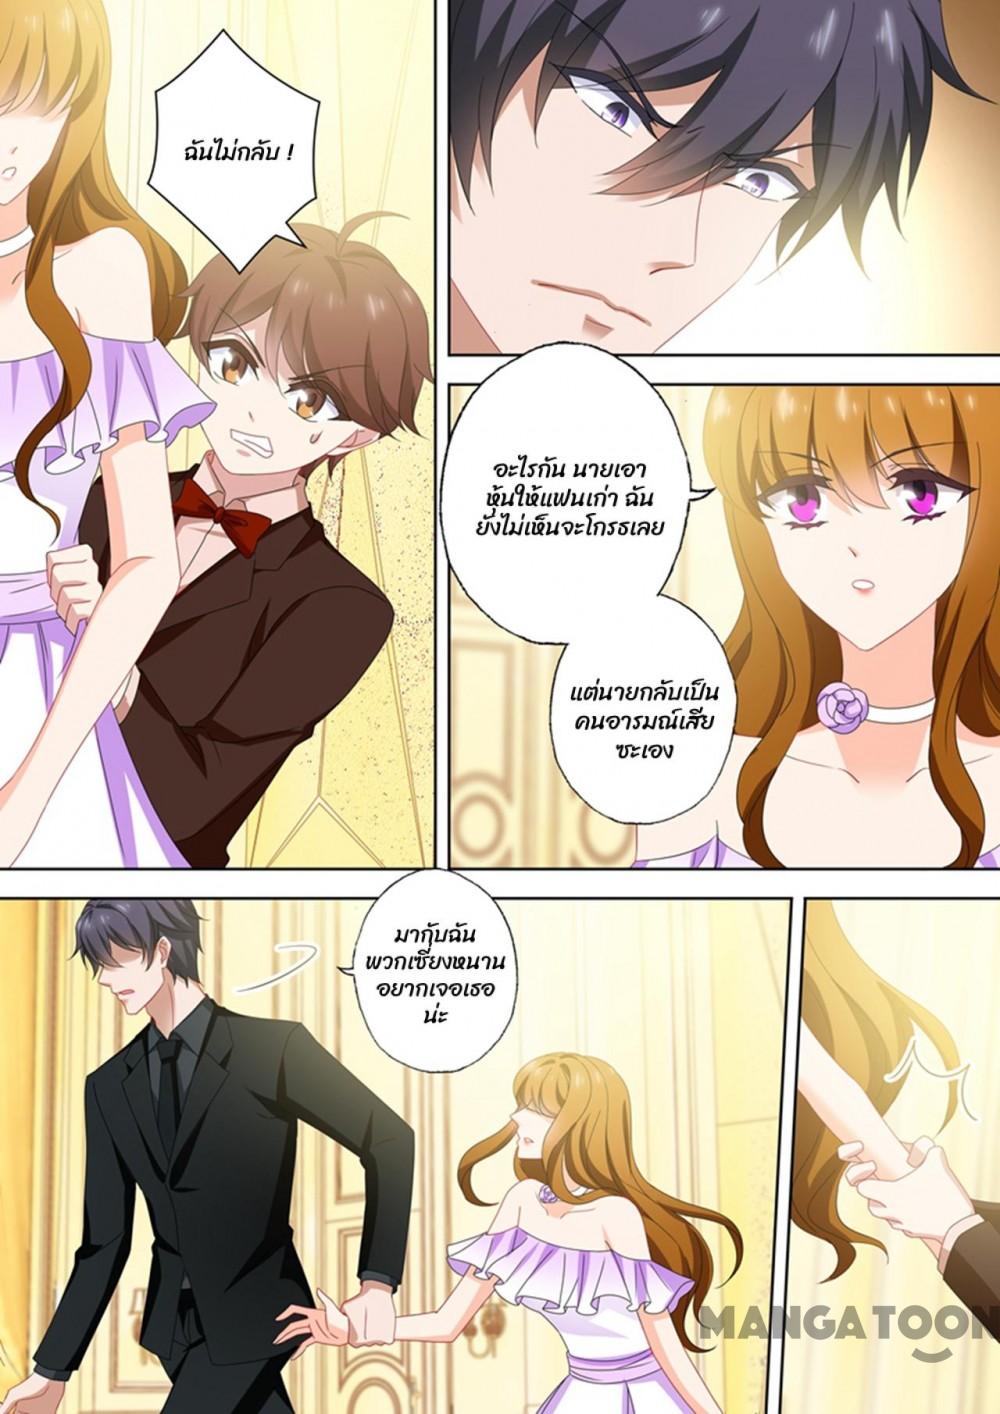 ฉันไม่กลับ !
อะไรกัน นายเอา
หุ้นให้แฟนเก่า ฉัน
ยังไม่เห็นจะโกรธเลย
แต่นายกลับเป็น
คนอารมณ์เสีย
ซะเอง
มากับฉัน
พวกเซี่ยงหนาน
อยากเจอเธอ
น่ะ
MANGATOON